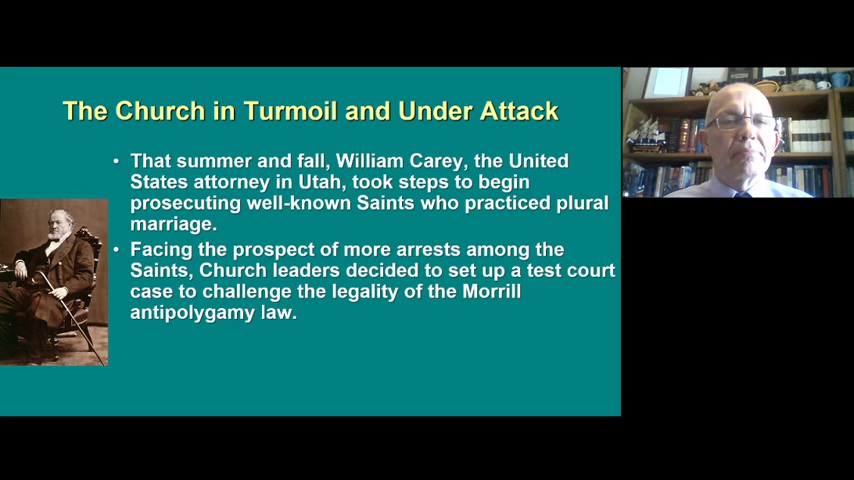 The Church in Turmoil and Under Attack
• That summer and fall, William Carey, the United
States attorney in Utah, took steps to begin
prosecuting well-known Saints who practiced plural
marriage.
• Facing the prospect of more arrests among the
Saints, Church leaders decided to set up a test court
case to challenge the legality of the Morrill
antipolygamy law.